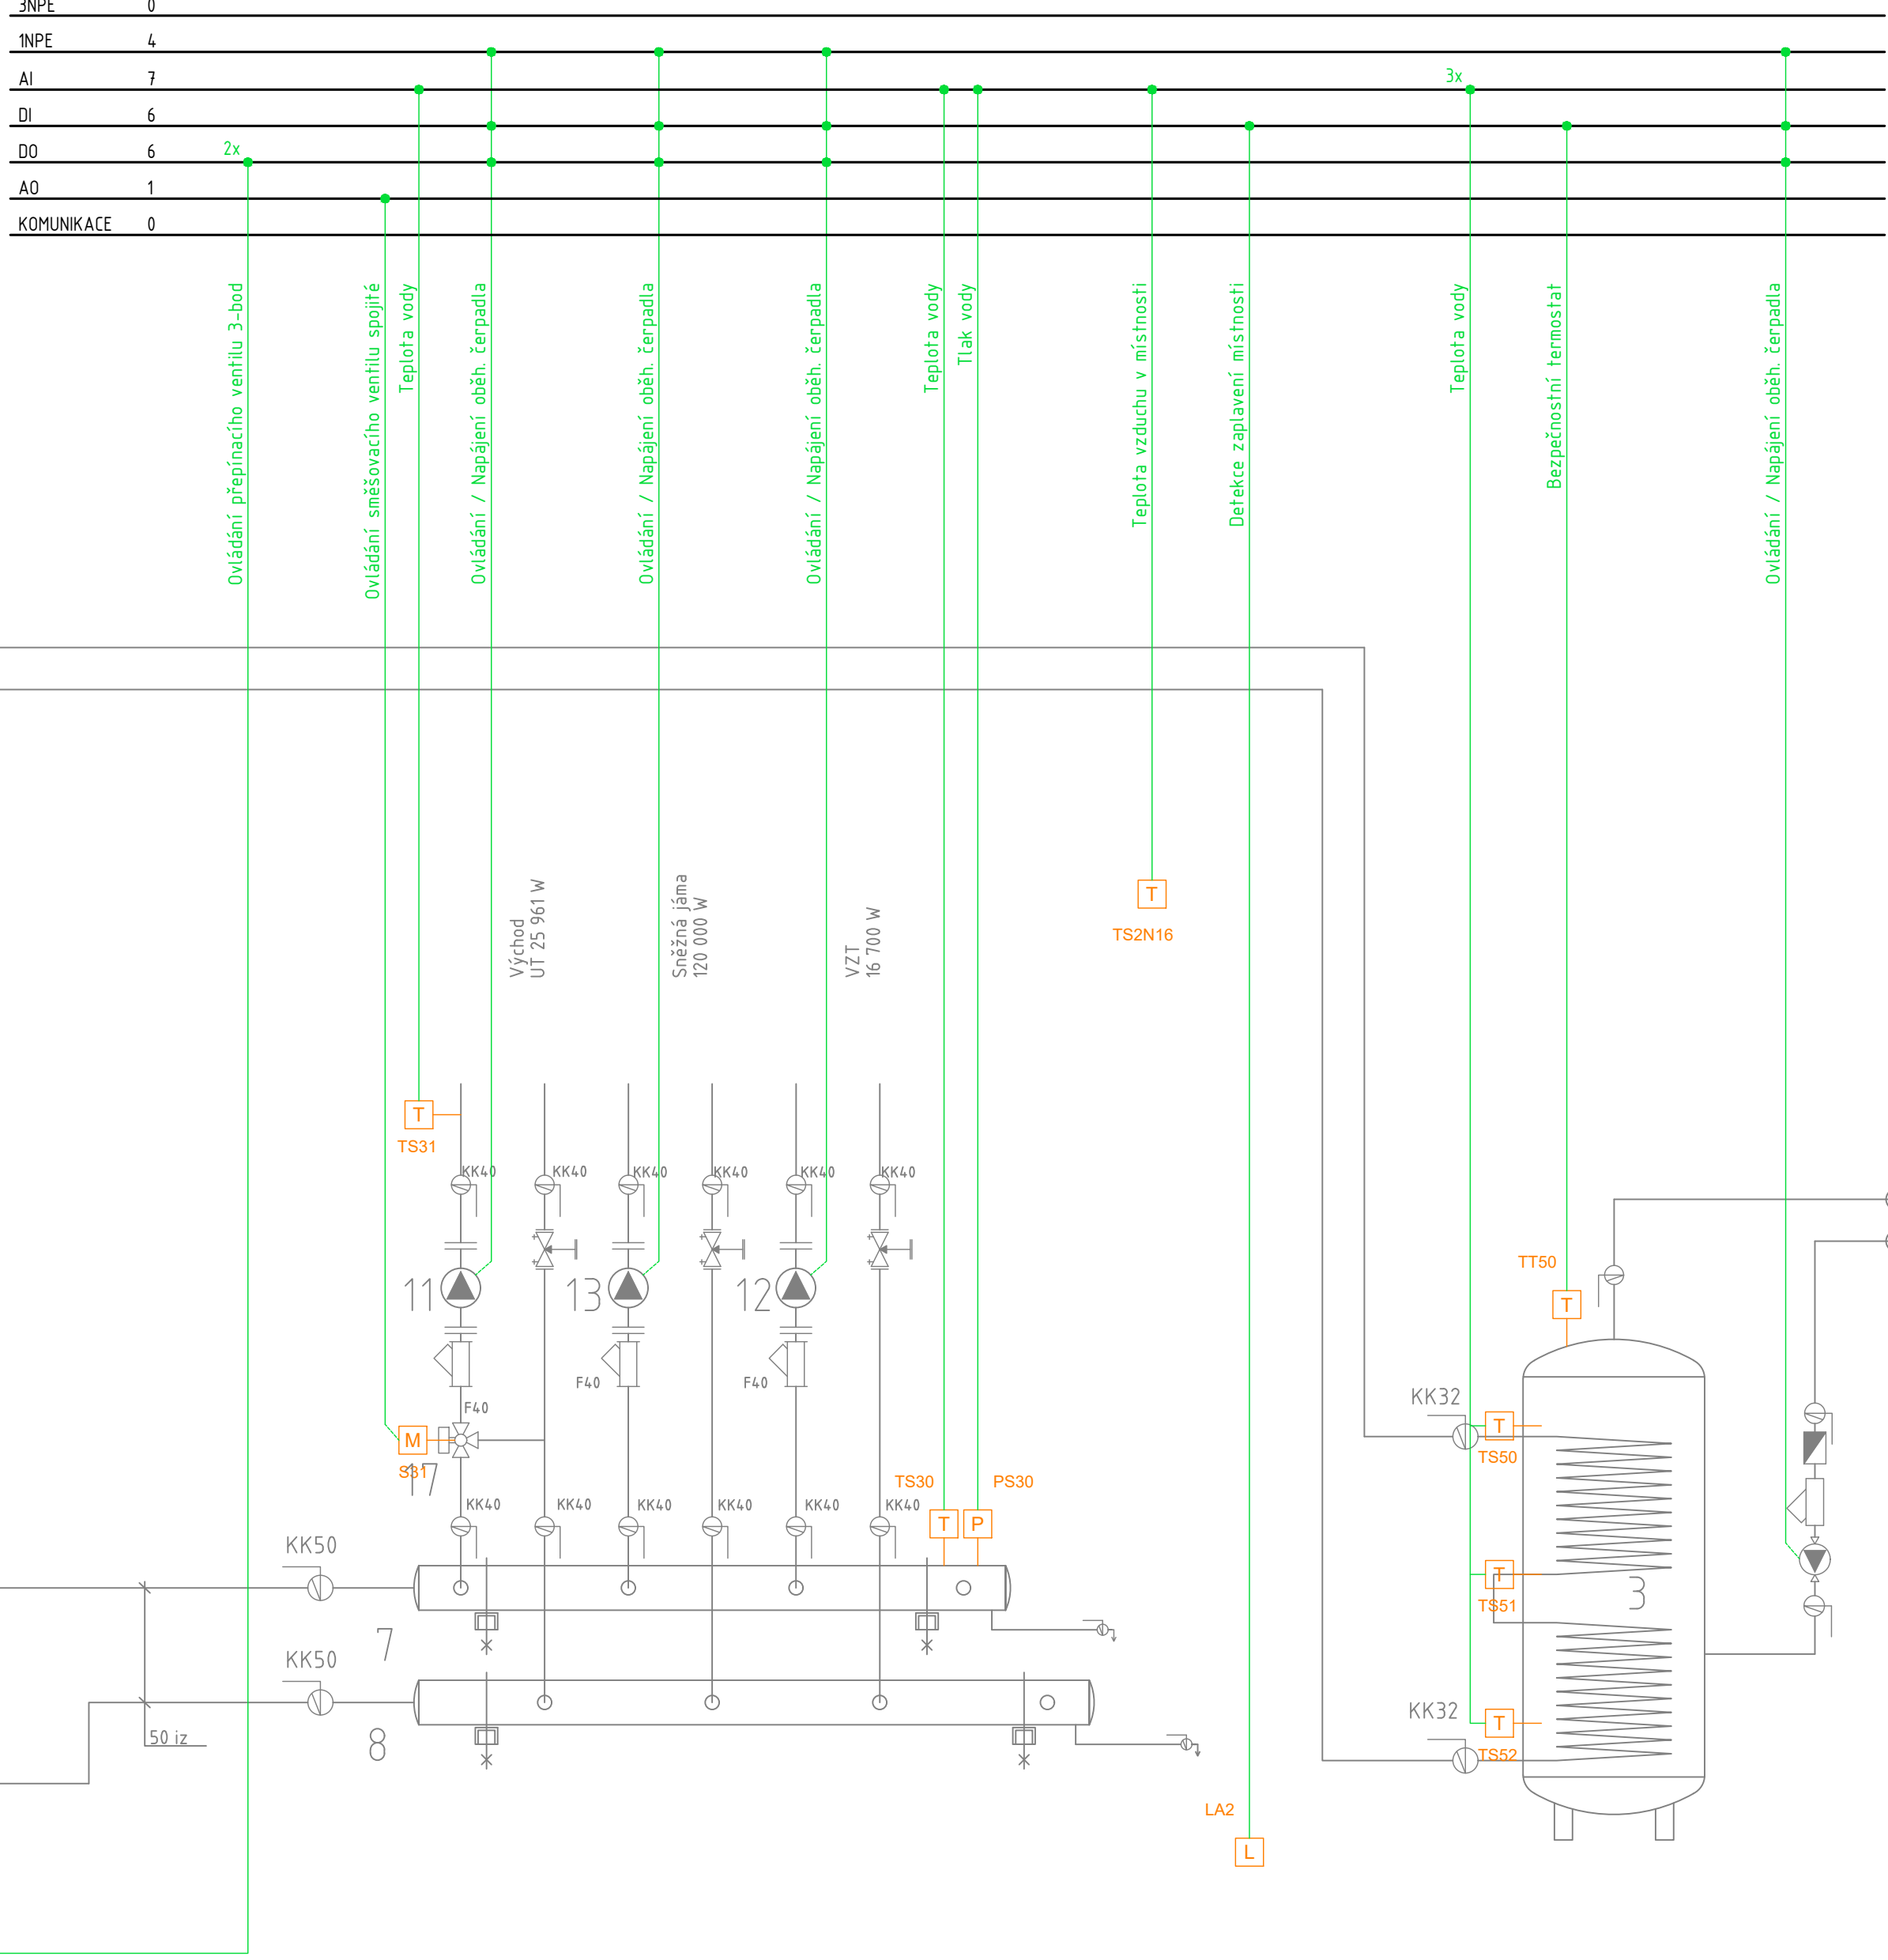 3NPE 0
1NPE 4
AI 7
3x
DI 6
DO 6
2x
AO 1
KOMUNIKACE 0
Ovládání přepínacího ventilu 3-bod
Ovládání směšovacího ventilu spojité
Teplota vody
Ovládání / Napájení oběh. čerpadla
Ovládání / Napájení oběh. čerpadla
Ovládání / Napájení oběh. čerpadla
Teplota vody
Tlak vody
Teplota vzduchu v místnosti
Detekce zaplavení místnosti
Teplota vody
Bezpečnostní termostat
Ovládání / Napájení oběh. čerpadla
Východ
UT 25 961 W
Sněžná jáma
120 000 W
VZT
16 700 W
T
TS2N16
T
TS31
KK40
KK40
KK40
KK40
KK40
KK40
11
13
12
TT50
T
F40
F40
F40
M
S31
17
KK32
T
TS50
TS30
PS30
T
P
KK40
KK40
KK40
KK40
KK40
KK40
KK50
T
TS51
3
7
KK50
50 iz
8
KK32
T
TS52
LA2
L